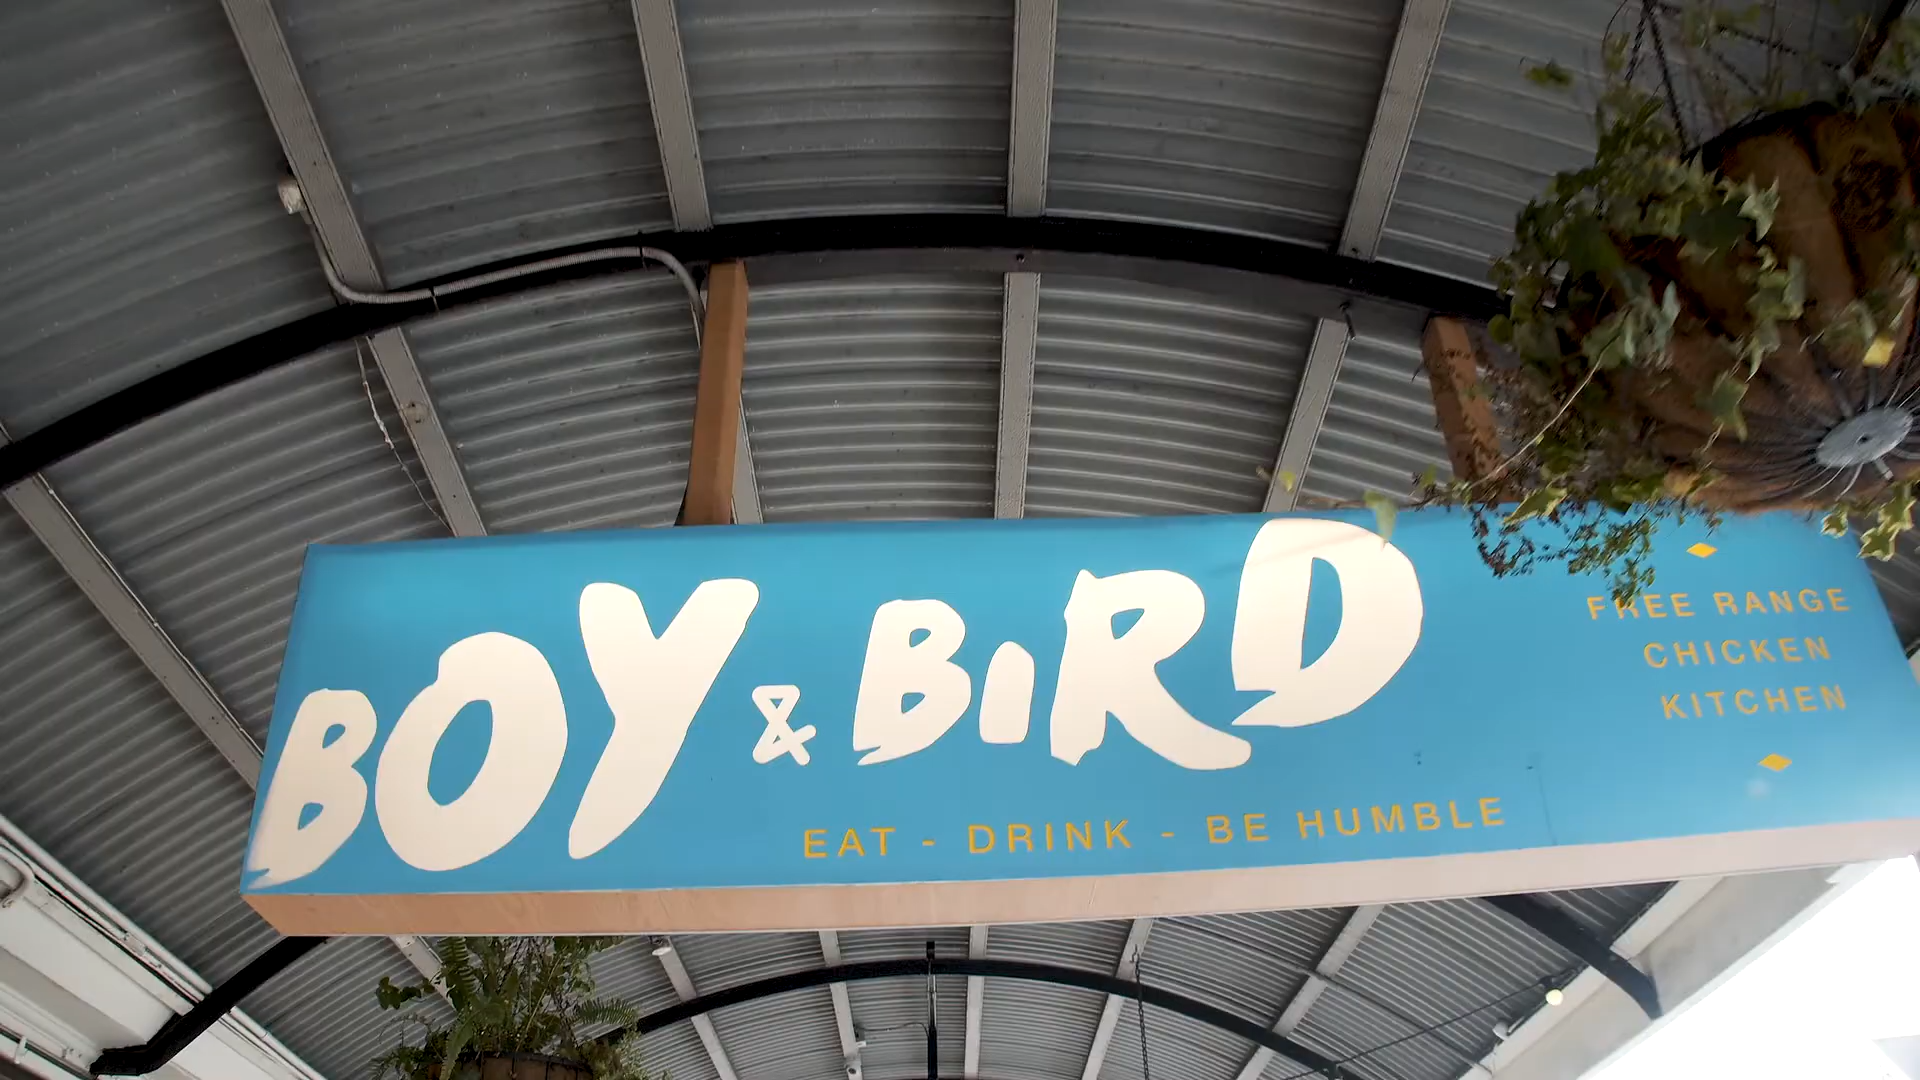 BOY & BiRD
EAT - DRINK - BE HUMBLE
FREE RANGE
CHICKEN
KITCHEN